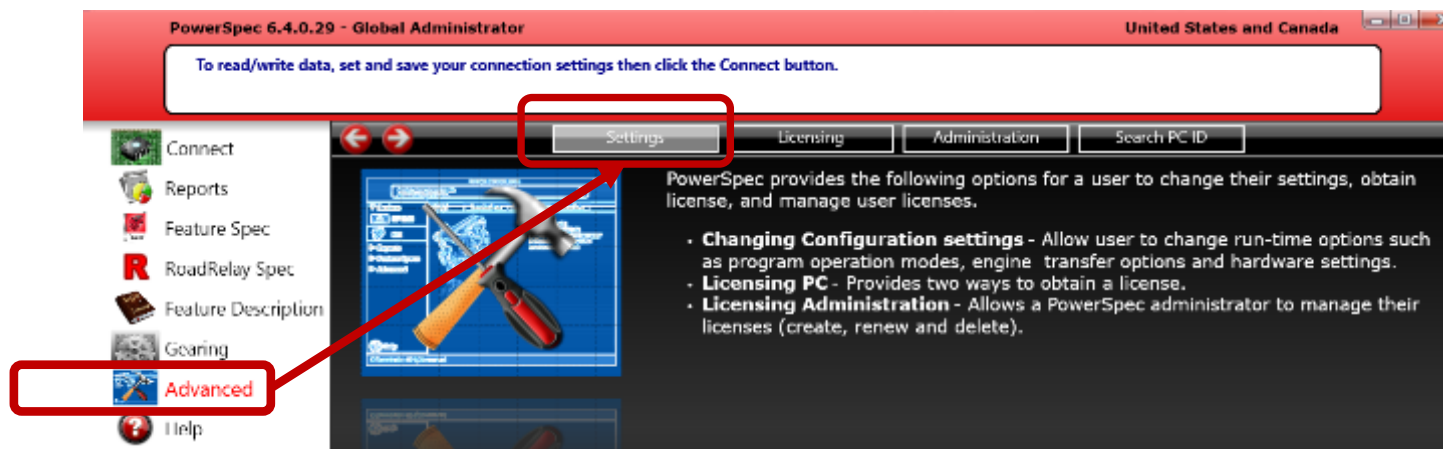 PowerSpec 6.4.0.29 - Global Administrator
United States and Canada
To read/write data, set and save your connection settings then click the Connect button.
Settings
Licensing
Administration
Search PC ID
Connect
Reports
Feature Spec
RoadRelay Spec
Feature Description
Gearing
Advanced
Help
PowerSpec provides the following options for a user to change their settings, obtain
license, and manage user licenses.
• Changing Configuration settings - Allow user to change run-time options such
as program operation modes, engine transfer options and hardware settings.
• Licensing PC - Provides two ways to obtain a license.
• Licensing Administration - Allows a PowerSpec administrator to manage their
licenses (create, renew and delete).